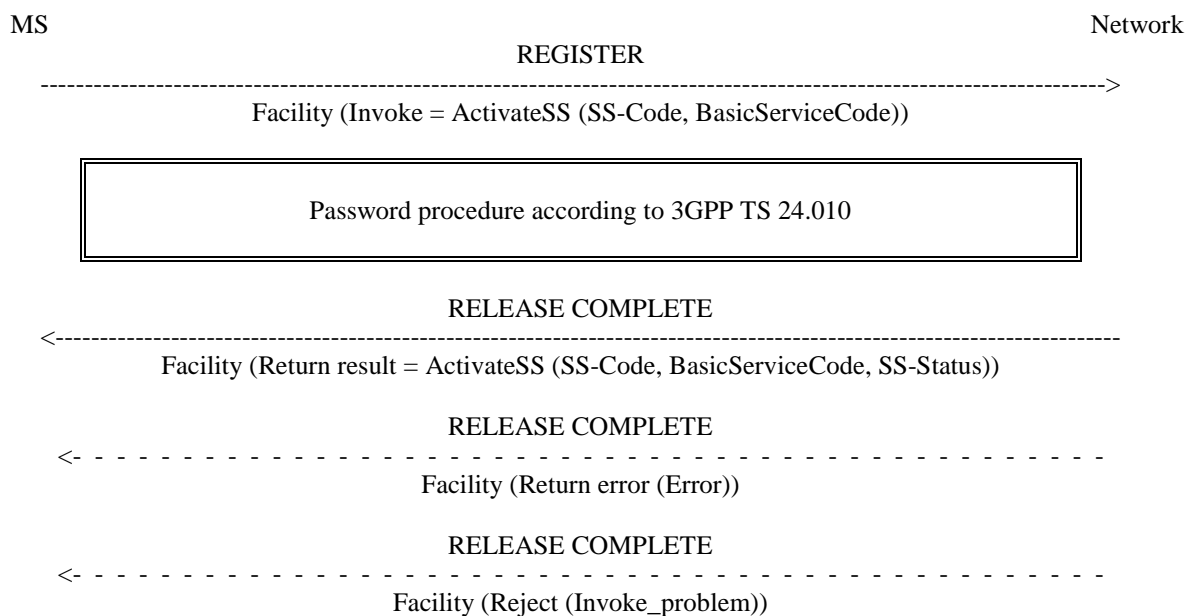 MS Network
REGISTER
Facility (Invoke = ActivateSS (SS-Code, BasicServiceCode))
Password procedure according to 3GPP TS 24.010
RELEASE COMPLETE
Facility (Return result = ActivateSS (SS-Code, BasicServiceCode, SS-Status))
RELEASE COMPLETE
Facility (Return error (Error))
RELEASE COMPLETE
Facility (Reject (Invoke_problem))